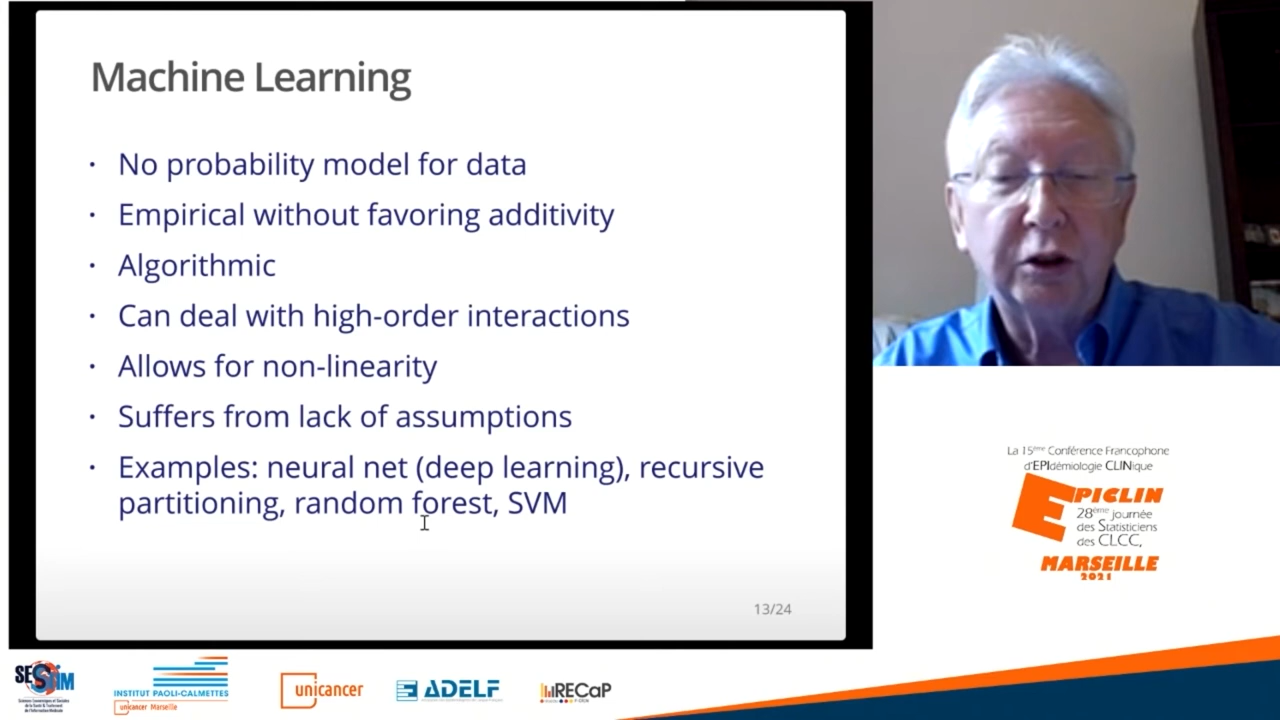 Machine Learning
· No probability model for data
· Empirical without favoring additivity
· Algorithmic
· Can deal with high-order interactions
· Allows for non-linearity
· Suffers from lack of assumptions
· Examples: neural net (deep learning), recursive
partitioning, random forest, SVM
13/24
La 15ème Conférence Francophone
d'EPIdémiologie CLINique
EPICLIN
28ème journée
des Statisticiens
des CLCC,
MARSEILLE
2021
SESSTIM
Sciences Economiques et Sociales
de la Santé & Traitement
de l'Information Médicale
INSTITUT PAOLI-CALMETTES
unicancer Marseille
unicancer
ADELF
RECaP